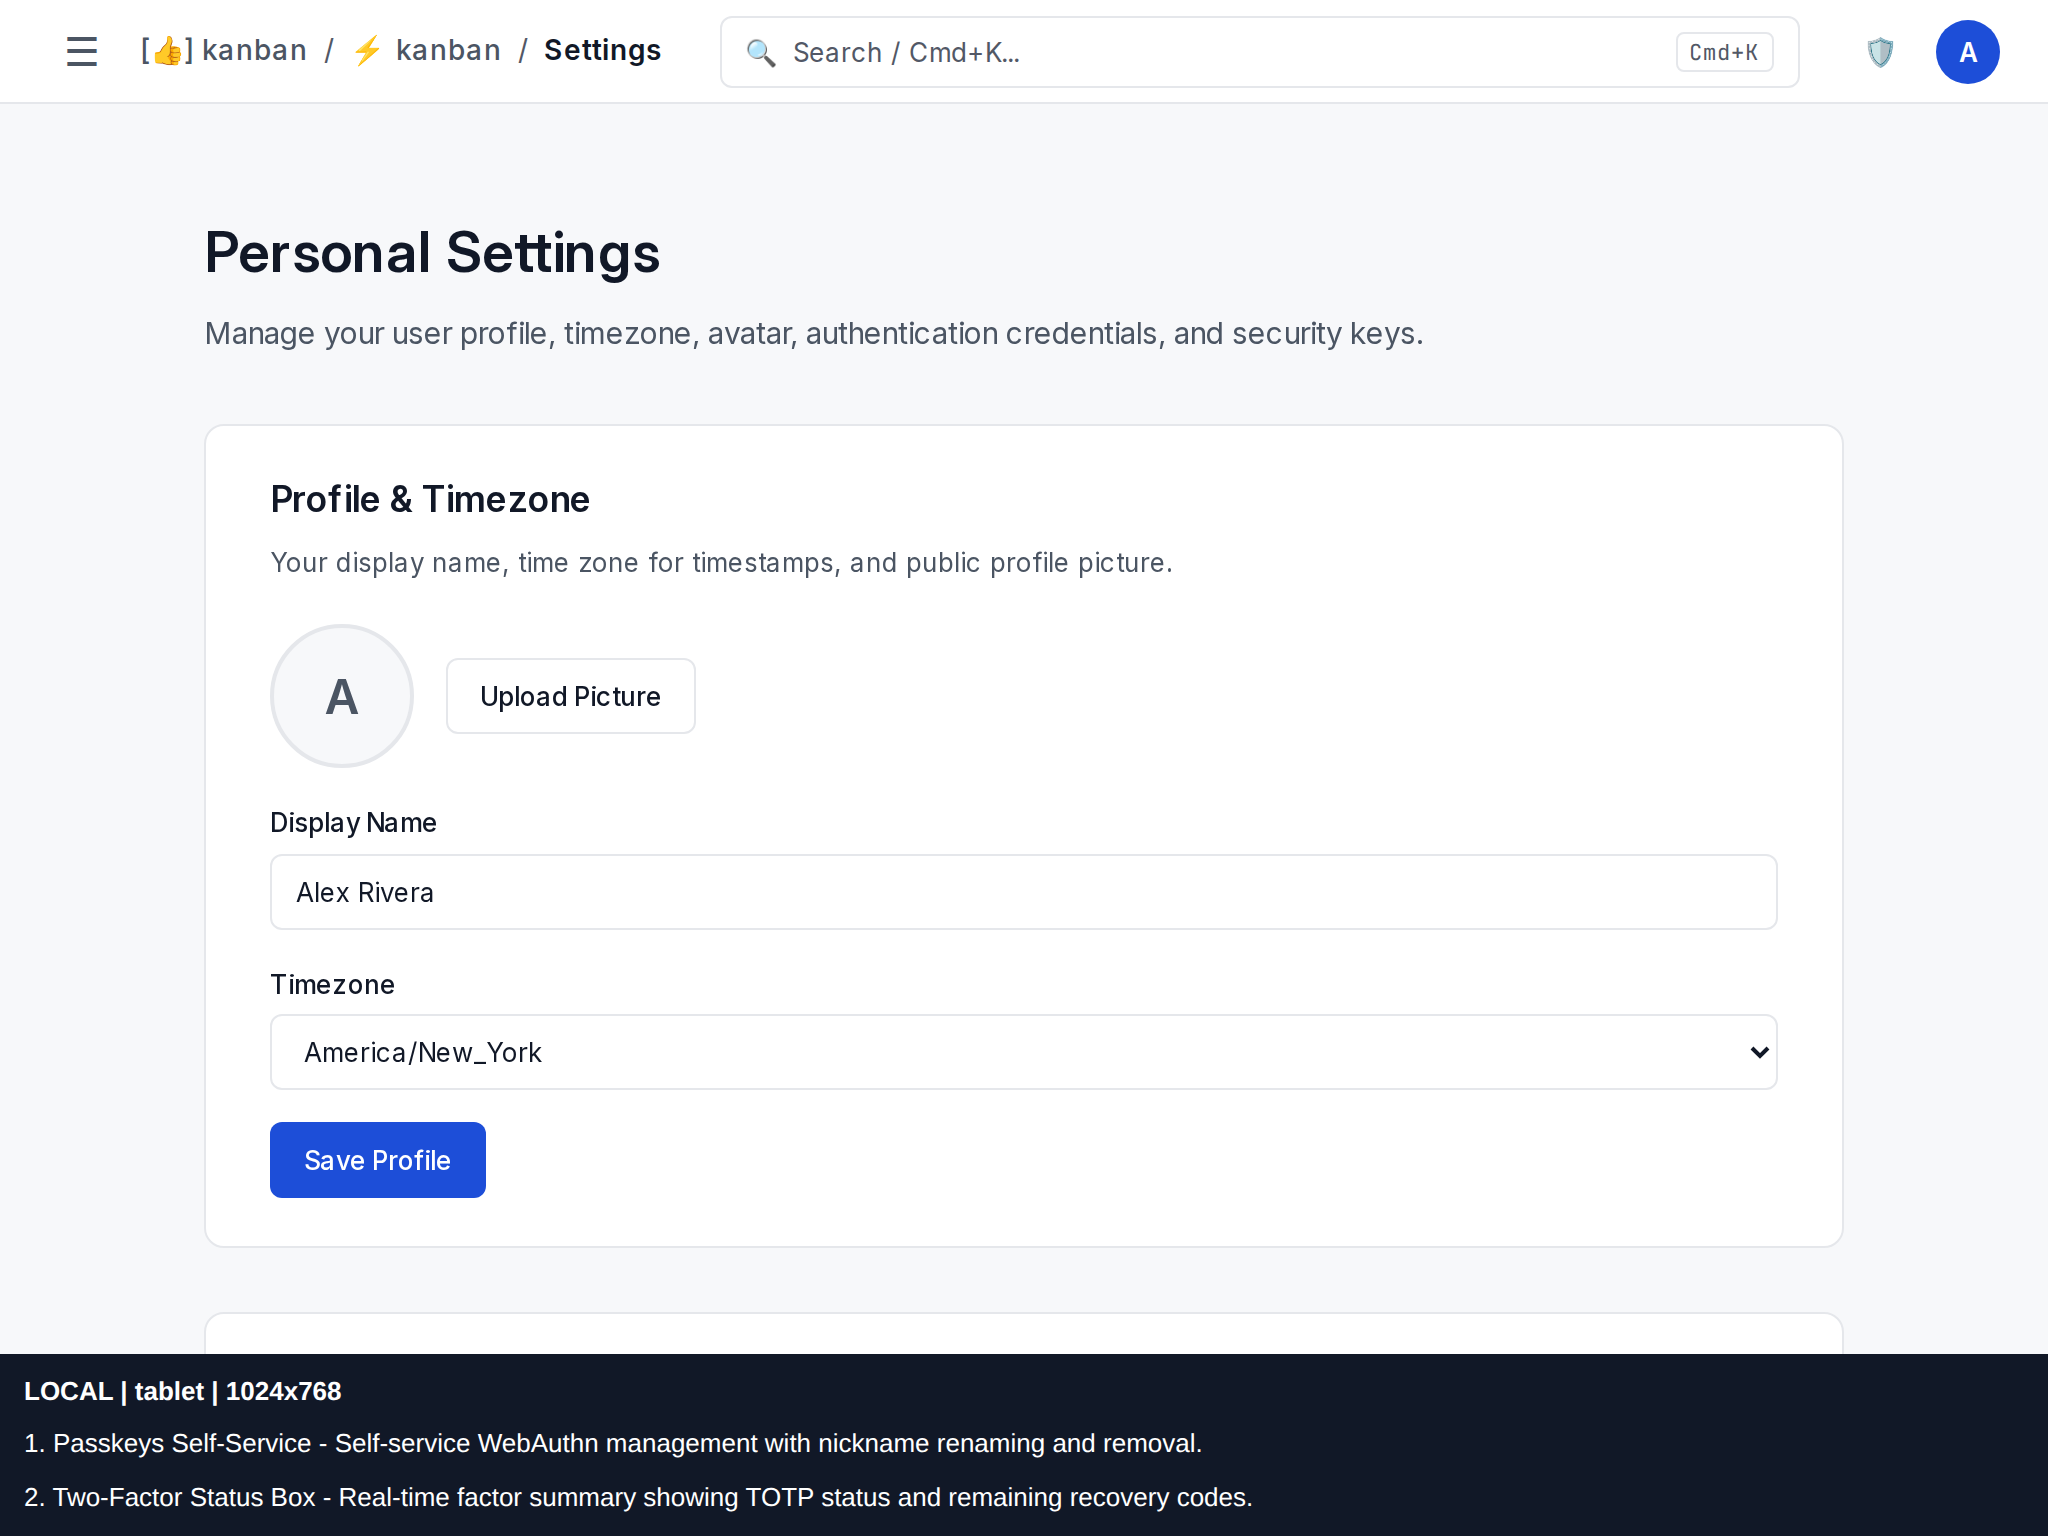 [👍] kanban / ⚡ kanban / Settings
Search / Cmd+K...
Cmd+K
A
Personal Settings
Manage your user profile, timezone, avatar, authentication credentials, and security keys.
Profile & Timezone
Your display name, time zone for timestamps, and public profile picture.
A
Upload Picture
Display Name
Alex Rivera
Timezone
America/New_York
Save Profile
LOCAL | tablet | 1024x768
1. Passkeys Self-Service - Self-service WebAuthn management with nickname renaming and removal.
2. Two-Factor Status Box - Real-time factor summary showing TOTP status and remaining recovery codes.